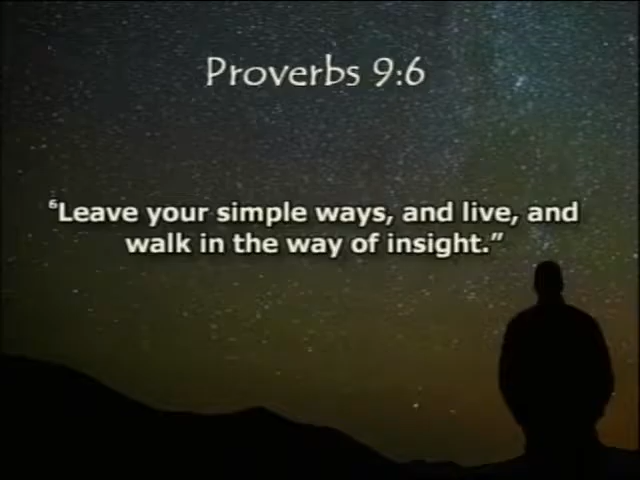 Proverbs 9:6
⁶Leave your simple ways, and live, and
walk in the way of insight.”